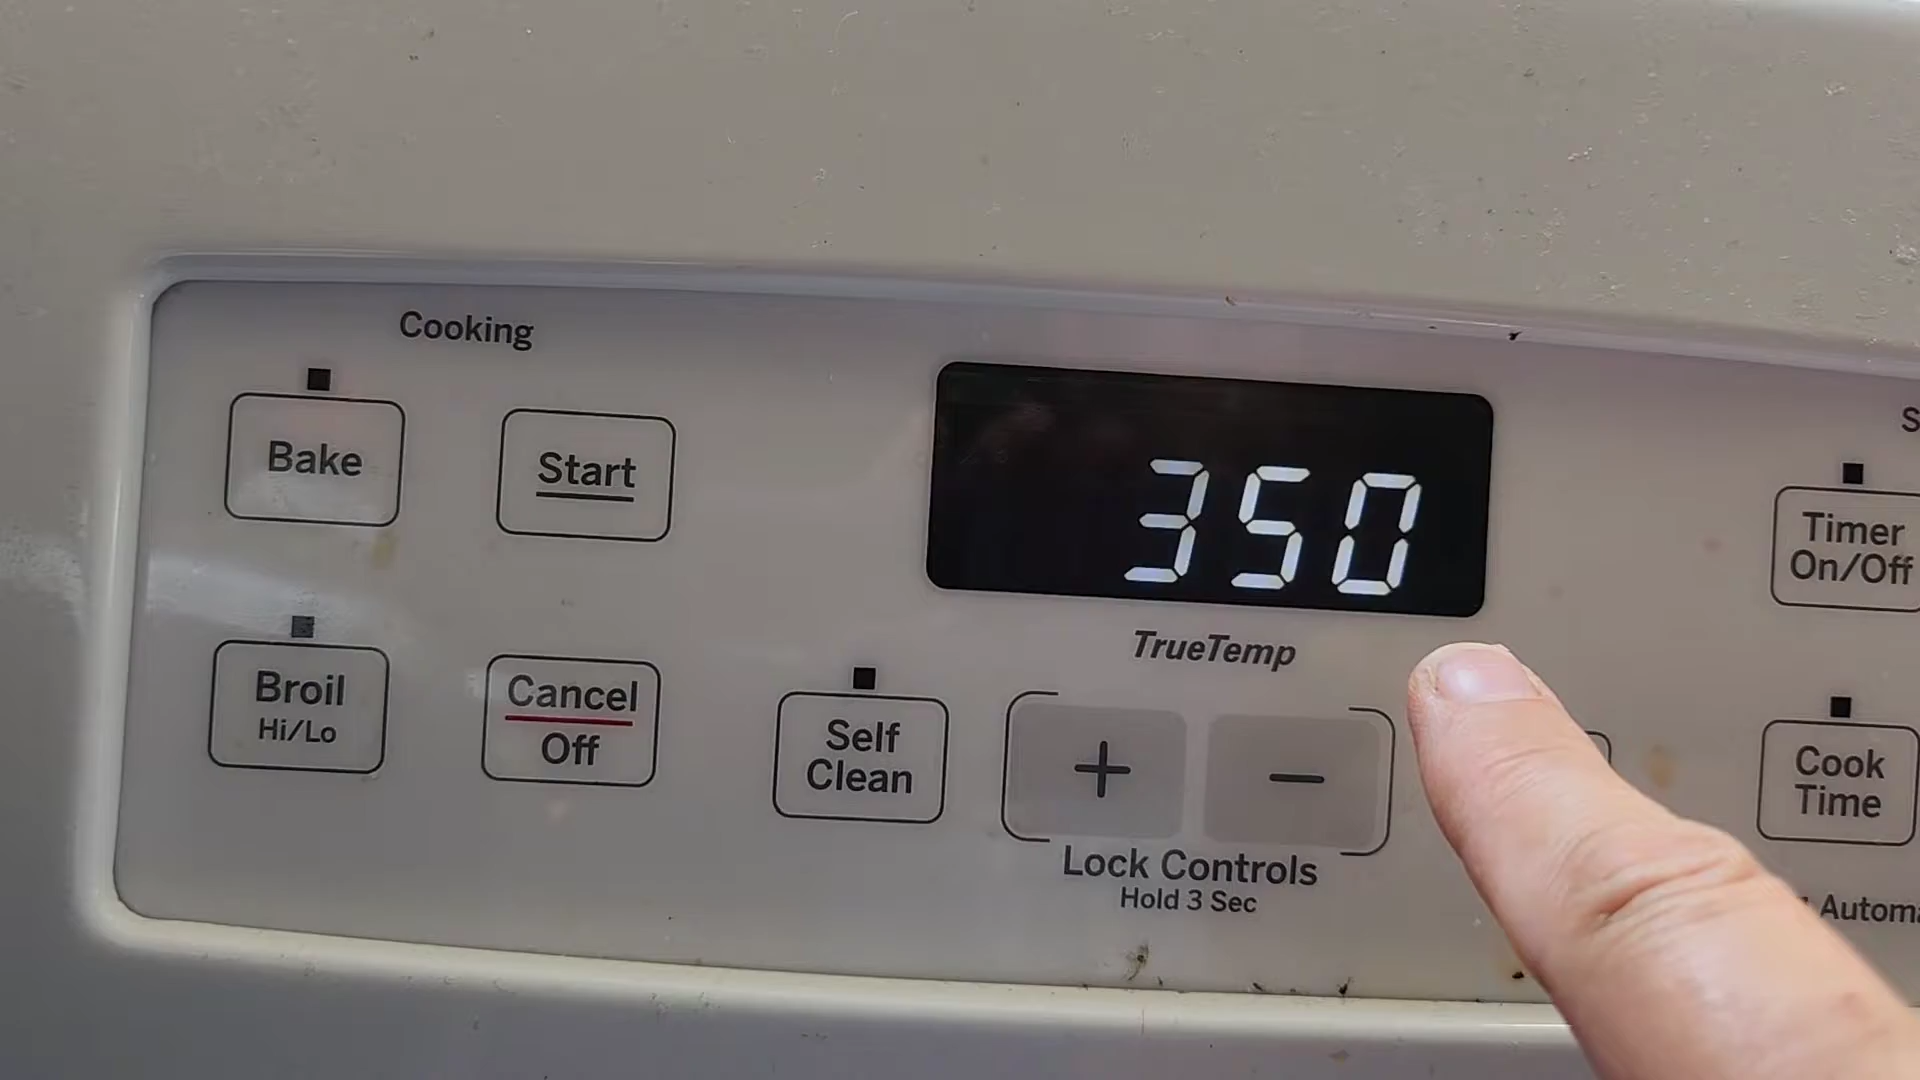 Cooking
Bake
Start
350
Timer
On/Off
TrueTemp
Broil
Hi/Lo
Cancel
Off
Self
Clean
+
−
Cook
Time
Lock Controls
Hold 3 Sec